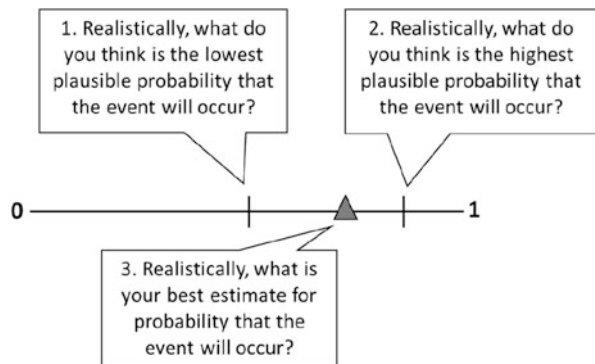 1. Realistically, what do
you think is the lowest
plausible probability that
the event will occur?
2. Realistically, what do
you think is the highest
plausible probability that
the event will occur?
0
1
3. Realistically, what is
your best estimate for
probability that the
event will occur?